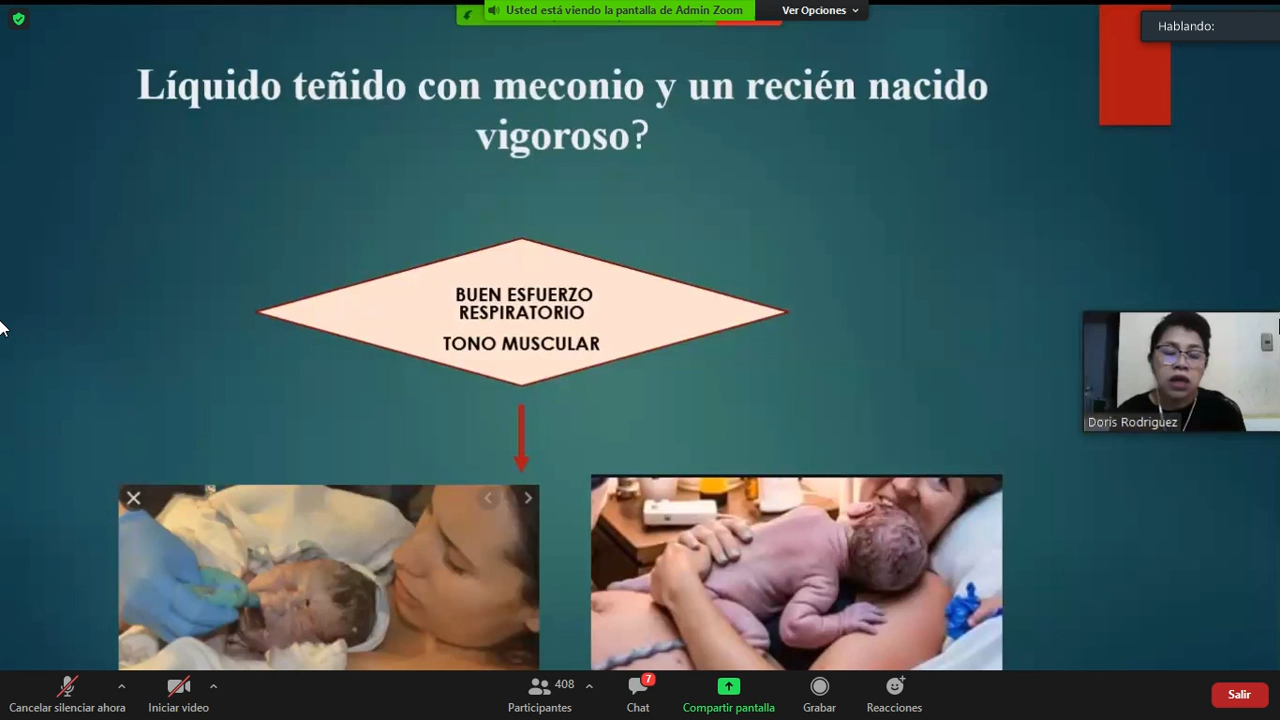 Usted está viendo la pantalla de Admin Zoom
Ver Opciones
Hablando:
Líquido teñido con meconio y un recién nacido
vigoroso?
BUEN ESFUERZO
RESPIRATORIO
TONO MUSCULAR
Doris Rodriguez
408
7
Cancelar silenciar ahora
Iniciar video
Participantes
Chat
Compartir pantalla
Grabar
Reacciones
Salir